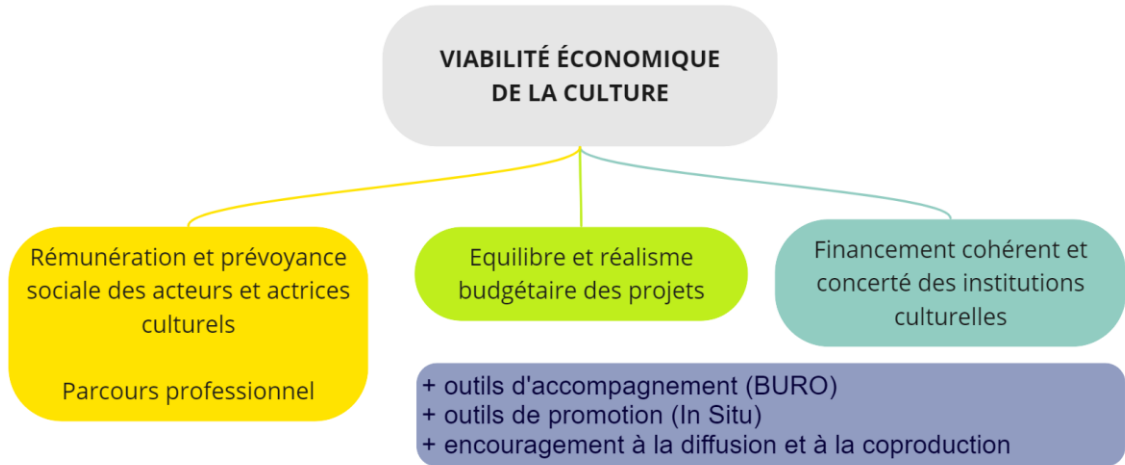 VIABILITÉ ÉCONOMIQUE
DE LA CULTURE
Rémunération et prévoyance
sociale des acteurs et actrices
culturels
Parcours professionnel
Equilibre et réalisme
budgétaire des projets
Financement cohérent et
concerté des institutions
culturelles
+ outils d'accompagnement (BURO)
+ outils de promotion (In Situ)
+ encouragement à la diffusion et à la coproduction